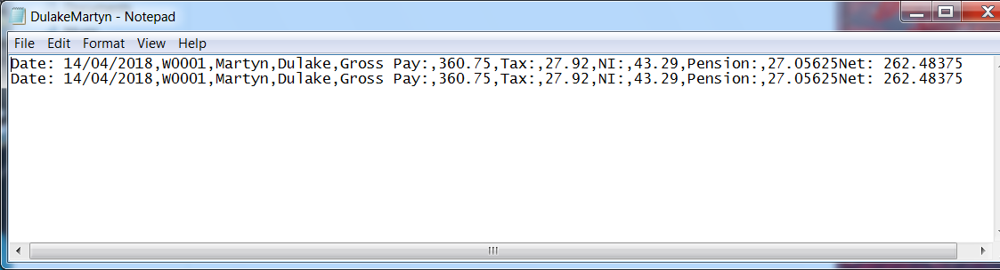 DulakeMartyn - Notepad
File Edit Format View Help
Date: 14/04/2018,W0001,Martyn,Dulake,Gross Pay:,360.75,Tax:,27.92,NI:,43.29,Pension:,27.05625Net: 262.48375
Date: 14/04/2018,W0001,Martyn,Dulake,Gross Pay:,360.75,Tax:,27.92,NI:,43.29,Pension:,27.05625Net: 262.48375